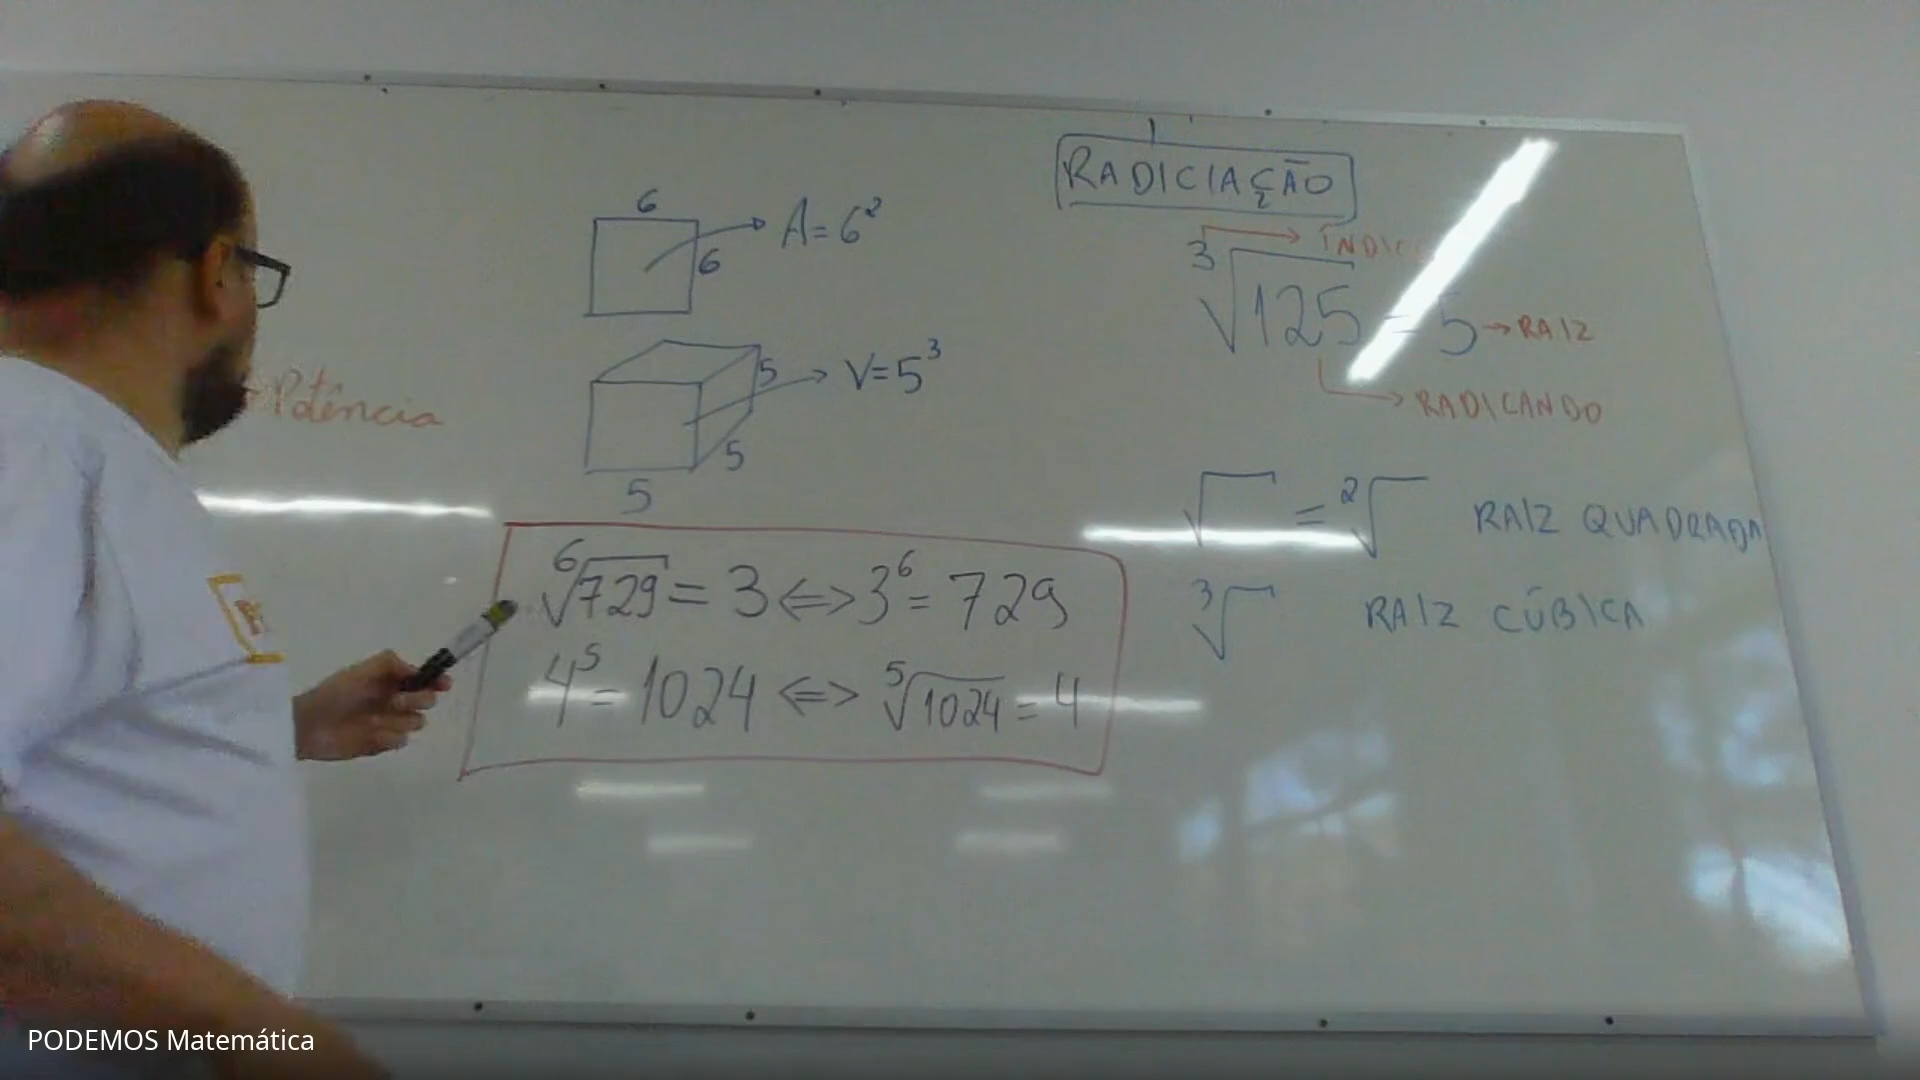 Potência
6
6
A=6²
5
5
5
V=5³
⁶√729 = 3 ⇔ 3⁶ = 729
4⁵ = 1024 ⇔ ⁵√1024 = 4
RADICIAÇÃO
³√125 = 5 → RAIZ
RADICANDO
√ = ²√ RAIZ QUADRADA
³√ RAIZ CÚBICA
PODEMOS Matemática